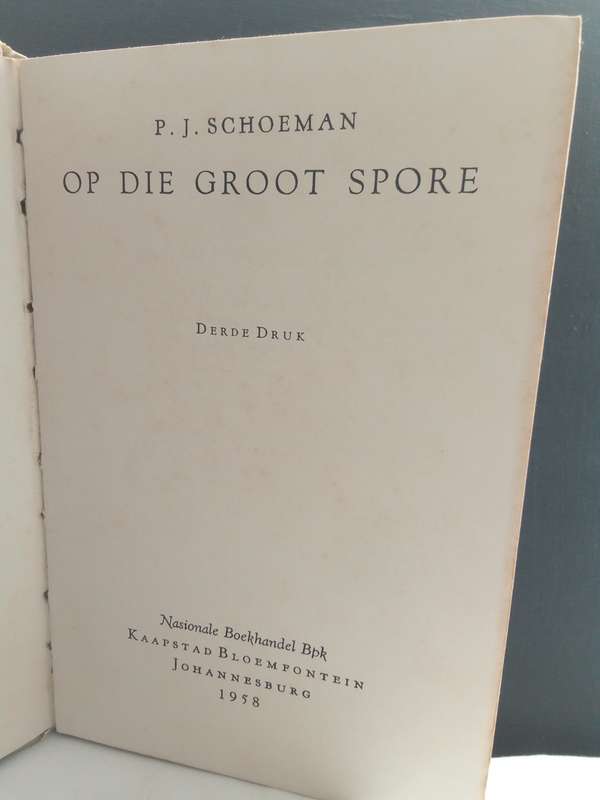 P. J. SCHOEMAN
OP DIE GROOT SPORE
DERDE DRUK
Nasionale Boekhandel Bpk
KAAPSTAD BLOEMFONTEIN
JOHANNESBURG
1958